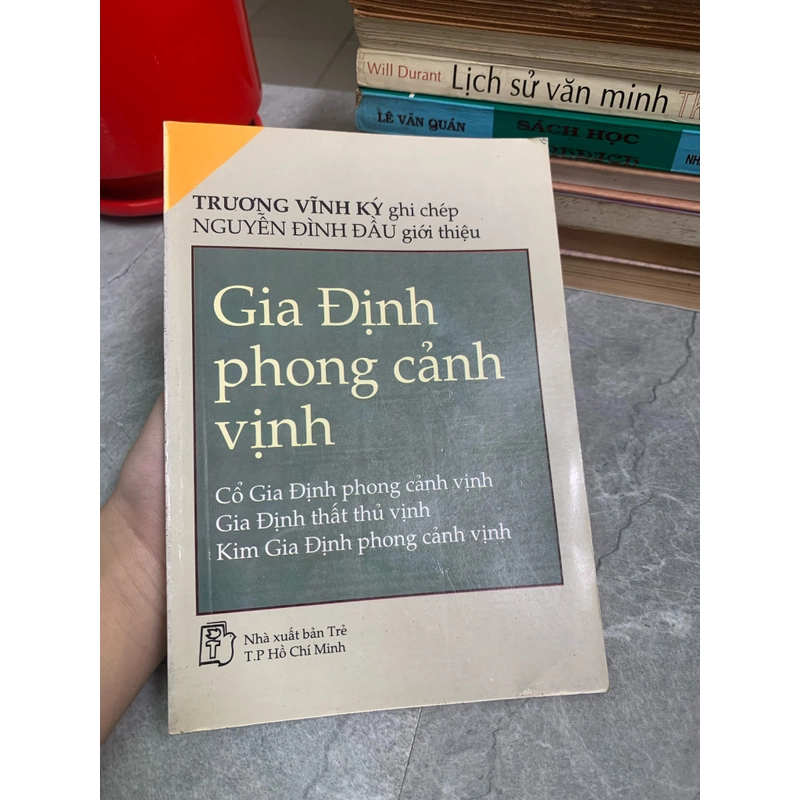 Will Durant Lịch sử văn minh
LÊ VĂN QUÁN SÁCH HỌC
TRƯƠNG VĨNH KÝ ghi chép
NGUYỄN ĐÌNH ĐẦU giới thiệu
Gia Định
phong cảnh
vịnh
Cổ Gia Định phong cảnh vịnh
Gia Định thất thủ vịnh
Kim Gia Định phong cảnh vịnh
Nhà xuất bản Trẻ
T.P Hồ Chí Minh